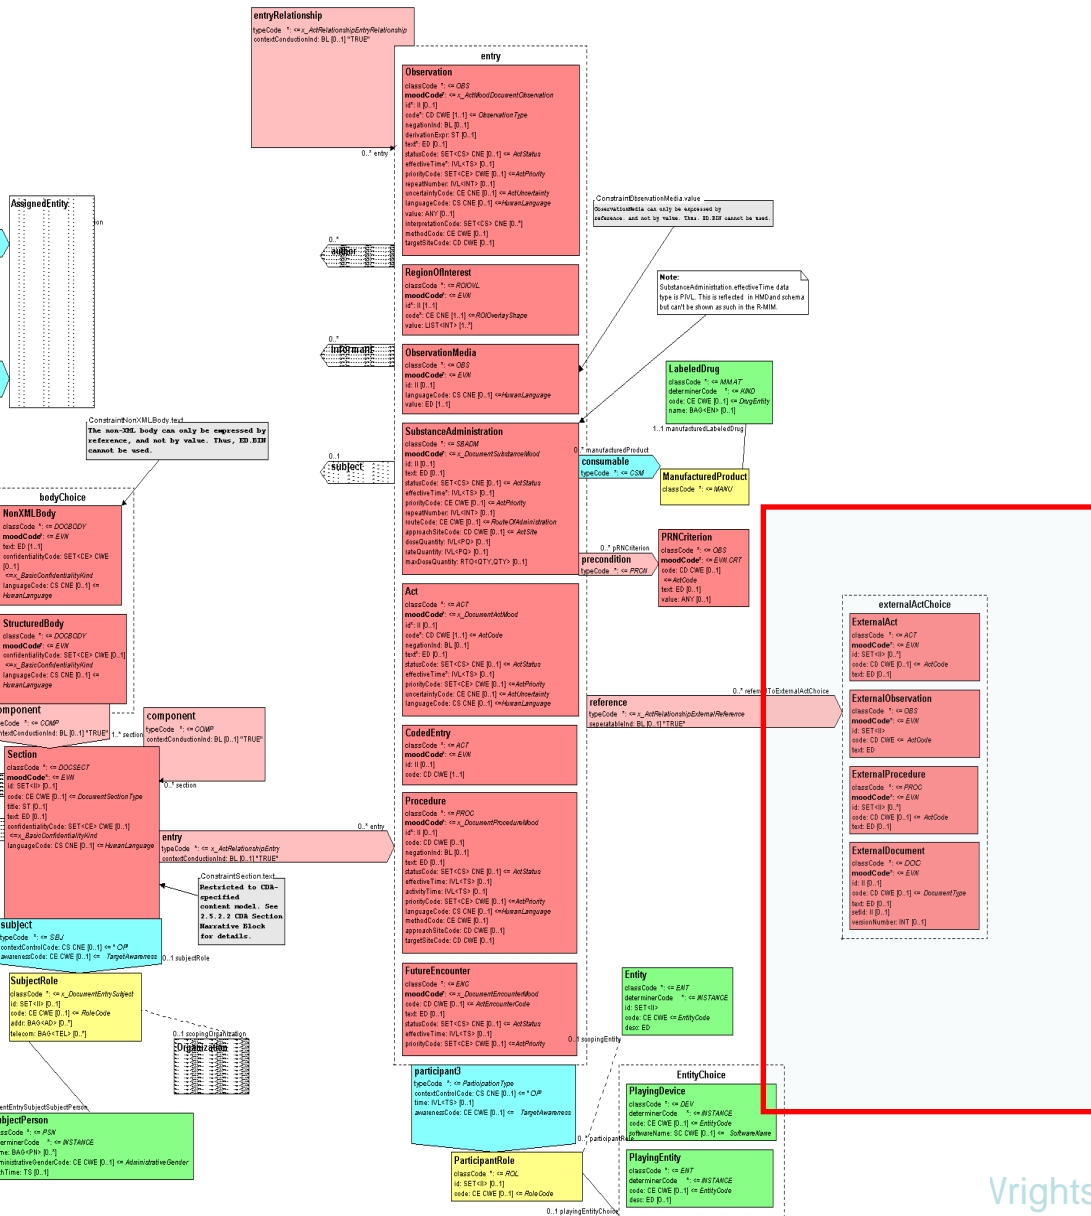 entryRelationship
typeCode *: <= x_ActRelationshipEntryRelationship
contextConductionInd: BL [0..1] "TRUE"
0..* entry
entry
Observation
classCode *: <= OBS
moodCode*: <= x_ActMoodDocumentObservation
id*: II [0..1]
code*: CD CWE [1..1] <= ObservationType
negationInd: BL [0..1]
derivationExpr: ST [0..1]
text*: ED [0..1]
statusCode: SET<CS> CNE [0..1] <= ActStatus
effectiveTime*: IVL<TS> [0..1]
priorityCode: SET<CE> CWE [0..1] <=ActPriority
repeatNumber: IVL<INT> [0..1]
uncertaintyCode: CE CNE [0..1] <=ActUncertainty
languageCode: CS CNE [0..1] <=HumanLanguage
value: ANY [0..1]
interpretationCode: SET<CS> CNE [0..*]
methodCode: CE CWE [0..1]
targetSiteCode: CD CWE [0..1]
RegionOfInterest
classCode *: <= ROIOVL
moodCode*: <= EVN
id*: II [1..1]
code*: CE CNE [1..1] <=ROIOverlayShape
value: LIST<INT> [1..*]
ObservationMedia
classCode *: <= OBS
moodCode*: <= EVN
id: II [0..1]
languageCode: CS CNE [0..1] <=HumanLanguage
value: ED [1..1]
SubstanceAdministration
classCode *: <= SBADM
moodCode*: <= x_DocumentSubstanceMood
id: II [0..1]
text: ED [0..1]
statusCode: SET<CS> CNE [0..1] <= ActStatus
effectiveTime*: IVL<TS> [0..1]
priorityCode: CE CWE [0..1] <= ActPriority
repeatNumber: IVL<INT> [0..1]
routeCode: CE CWE [0..1] <=RouteOfAdministration
approachSiteCode: CD CWE [0..1] <= ActSite
doseQuantity: IVL<PQ> [0..1]
rateQuantity: IVL<PQ> [0..1]
maxDoseQuantity: RTO<QTY,QTY> [0..1]
Act
classCode *: <= ACT
moodCode*: <= x_DocumentActMood
id*: II [0..1]
code*: CD CWE [1..1] <= ActCode
negationInd: BL [0..1]
text*: ED [0..1]
statusCode: SET<CS> CNE [0..1] <= ActStatus
effectiveTime*: IVL<TS> [0..1]
priorityCode: SET<CE> CWE [0..1] <=ActPriority
uncertaintyCode: CE CNE [0..1] <=ActUncertainty
languageCode: CS CNE [0..1] <=HumanLanguage
CodedEntry
classCode *: <= ACT
moodCode*: <= EVN
id: II [0..1]
code: CD CWE [1..1]
Procedure
classCode *: <= PROC
moodCode*: <= x_DocumentProcedureMood
id*: II [0..1]
code: CD CWE [0..1]
negationInd: BL [0..1]
text: ED [0..1]
statusCode: SET<CS> CNE [0..1] <= ActStatus
effectiveTime: IVL<TS> [0..1]
activityTime: IVL<TS> [0..1]
priorityCode: SET<CE> CWE [0..1] <=ActPriority
languageCode: CS CNE [0..1] <=HumanLanguage
methodCode: CE CWE [0..1]
approachSiteCode: CD CWE [0..1]
targetSiteCode: CD CWE [0..1]
FutureEncounter
classCode *: <= ENC
moodCode*: <= x_DocumentEncounterMood
code: CD CWE [0..1] <=ActEncounterCode
text: ED [0..1]
statusCode: SET<CS> CNE [0..1] <= ActStatus
effectiveTime: IVL<TS> [0..1]
priorityCode: SET<CE> CWE [0..1] <=ActPriority
participant3
typeCode *: <= ParticipationType
contextControlCode: CS CNE [0..1] <= "OP"
time: IVL<TS> [0..1]
awarenessCode: CE CWE [0..1] <= TargetAwareness
0..* participantRole
ParticipantRole
classCode *: <= ROL
id: SET<II> [0..1]
code: CE CWE [0..1] <= RoleCode
0..1 playingEntityChoice
0..*
author
0..*
Informant
0..1
subject
AssignedEntity
on
ConstraintNonXMLBody.text
The non-XML body can only be expressed by
reference, and not by value. Thus, ED.BIN
cannot be used.
bodyChoice
NonXMLBody
classCode *: <= DOCBODY
moodCode*: <= EVN
text: ED [1..1]
confidentialityCode: SET<CE> CWE
[0..1]
<=x_BasicConfidentialityKind
languageCode: CS CNE [0..1] <=
HumanLanguage
StructuredBody
classCode *: <= DOCBODY
moodCode*: <= EVN
confidentialityCode: SET<CE> CWE [0..1]
<=x_BasicConfidentialityKind
languageCode: CS CNE [0..1] <=
HumanLanguage
omponent
peCode *: <= COMP
ntextConductionInd: BL [0..1] "TRUE"
1..* section
component
typeCode *: <= COMP
contextConductionInd: BL [0..1] "TRUE"
0..* section
Section
classCode *: <= DOCSECT
moodCode*: <= EVN
id: SET<II> [0..1]
code: CE CWE [0..1] <= DocumentSectionType
title: ST [0..1]
text: ED [0..1]
confidentialityCode: SET<CE> CWE [0..1]
<=x_BasicConfidentialityKind
languageCode: CS CNE [0..1] <= HumanLanguage
entry
typeCode *: <= x_ActRelationshipEntry
contextConductionInd: BL [0..1] "TRUE"
0..* entry
ConstraintSection.text
Restricted to CDA-
specified
content model. See
2.5.2.2 CDA Section
Narrative Block
for details.
subject
typeCode *: <= SBJ
contextControlCode: CS CNE [0..1] <= "OP"
awarenessCode: CE CWE [0..1] <= TargetAwareness
0..1 subjectRole
SubjectRole
classCode *: <= x_DocumentEntrySubject
id: SET<II> [0..1]
code: CE CWE [0..1] <= RoleCode
addr: BAG<AD> [0..*]
telecom: BAG<TEL> [0..*]
0..1 scopingOrganization
Organization
entEntrySubjectSubjectPerson
bjectPerson
ssCode *: <= PSN
terminerCode *: <= INSTANCE
me: BAG<PN> [0..*]
ministrativeGenderCode: CE CWE [0..1] <= AdministrativeGender
thTime: TS [0..1]
ConstraintObservationMedia.value
ObservationMedia can only be expressed by
reference, and not by value. Thus, ED.BIN cannot be used.
Note:
SubstanceAdministration.effectiveTime data
type is PIVL. This is reflected in HMD and schema
but can't be shown as such in the R-MIM.
LabeledDrug
classCode *: <= MMAT
determinerCode *: <= KIND
code: CE CWE [0..1] <= DrugEntity
name: BAG<EN> [0..1]
1..1 manufacturedLabeledDrug
0..* manufacturedProduct
consumable
typeCode *: <= CSM
ManufacturedProduct
classCode *: <= MANU
0..* pRNCriterion
precondition
typeCode *: <= PRCN
PRNCriterion
classCode *: <= OBS
moodCode*: <= EVN.CRT
code: CD CWE [0..1]
<=ActCode
text: ED [0..1]
value: ANY [0..1]
0..* referredToExternalActChoice
reference
typeCode *: <= x_ActRelationshipExternalReference
seperatableInd: BL [0..1] "TRUE"
externalActChoice
ExternalAct
classCode *: <= ACT
moodCode*: <= EVN
id: SET<II> [0..*]
code: CD CWE [0..1] <= ActCode
text: ED [0..1]
ExternalObservation
classCode *: <= OBS
moodCode*: <= EVN
id: SET<II>
code: CD CWE <= ActCode
text: ED
ExternalProcedure
classCode *: <= PROC
moodCode*: <= EVN
id: SET<II> [0..*]
code: CD CWE [0..1] <= ActCode
text: ED [0..1]
ExternalDocument
classCode *: <= DOC
moodCode*: <= EVN
id: II [0..1]
code: CD CWE [0..1] <= DocumentType
text: ED [0..1]
setId: II [0..1]
versionNumber: INT [0..1]
Entity
classCode *: <= ENT
determinerCode *: <= INSTANCE
id: SET<II>
code: CE CWE <= EntityCode
desc: ED
0..1 scopingEntity
EntityChoice
PlayingDevice
classCode *: <= DEV
determinerCode *: <= INSTANCE
code: CE CWE [0..1] <= EntityCode
softwareName: SC CWE [0..1] <= SoftwareName
PlayingEntity
classCode *: <= ENT
determinerCode *: <= INSTANCE
code: CE CWE [0..1] <= EntityCode
desc: ED [0..1]
Wrights